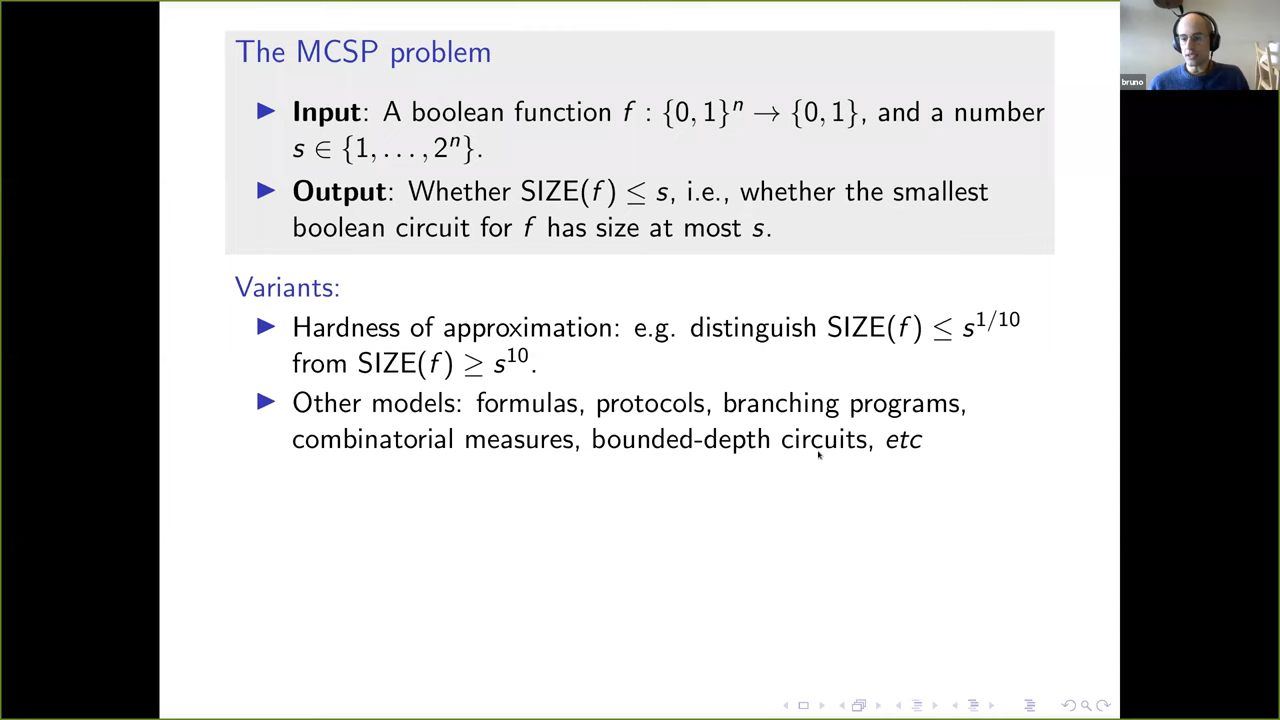 The MCSP problem
▶ Input: A boolean function f : {0, 1}ⁿ → {0, 1}, and a number
s ∈ {1, . . . , 2ⁿ}.
▶ Output: Whether SIZE(f) ≤ s, i.e., whether the smallest
boolean circuit for f has size at most s.
Variants:
▶ Hardness of approximation: e.g. distinguish SIZE(f) ≤ s^{1/10}
from SIZE(f) ≥ s^{10}.
▶ Other models: formulas, protocols, branching programs,
combinatorial measures, bounded-depth circuits, etc
bruno